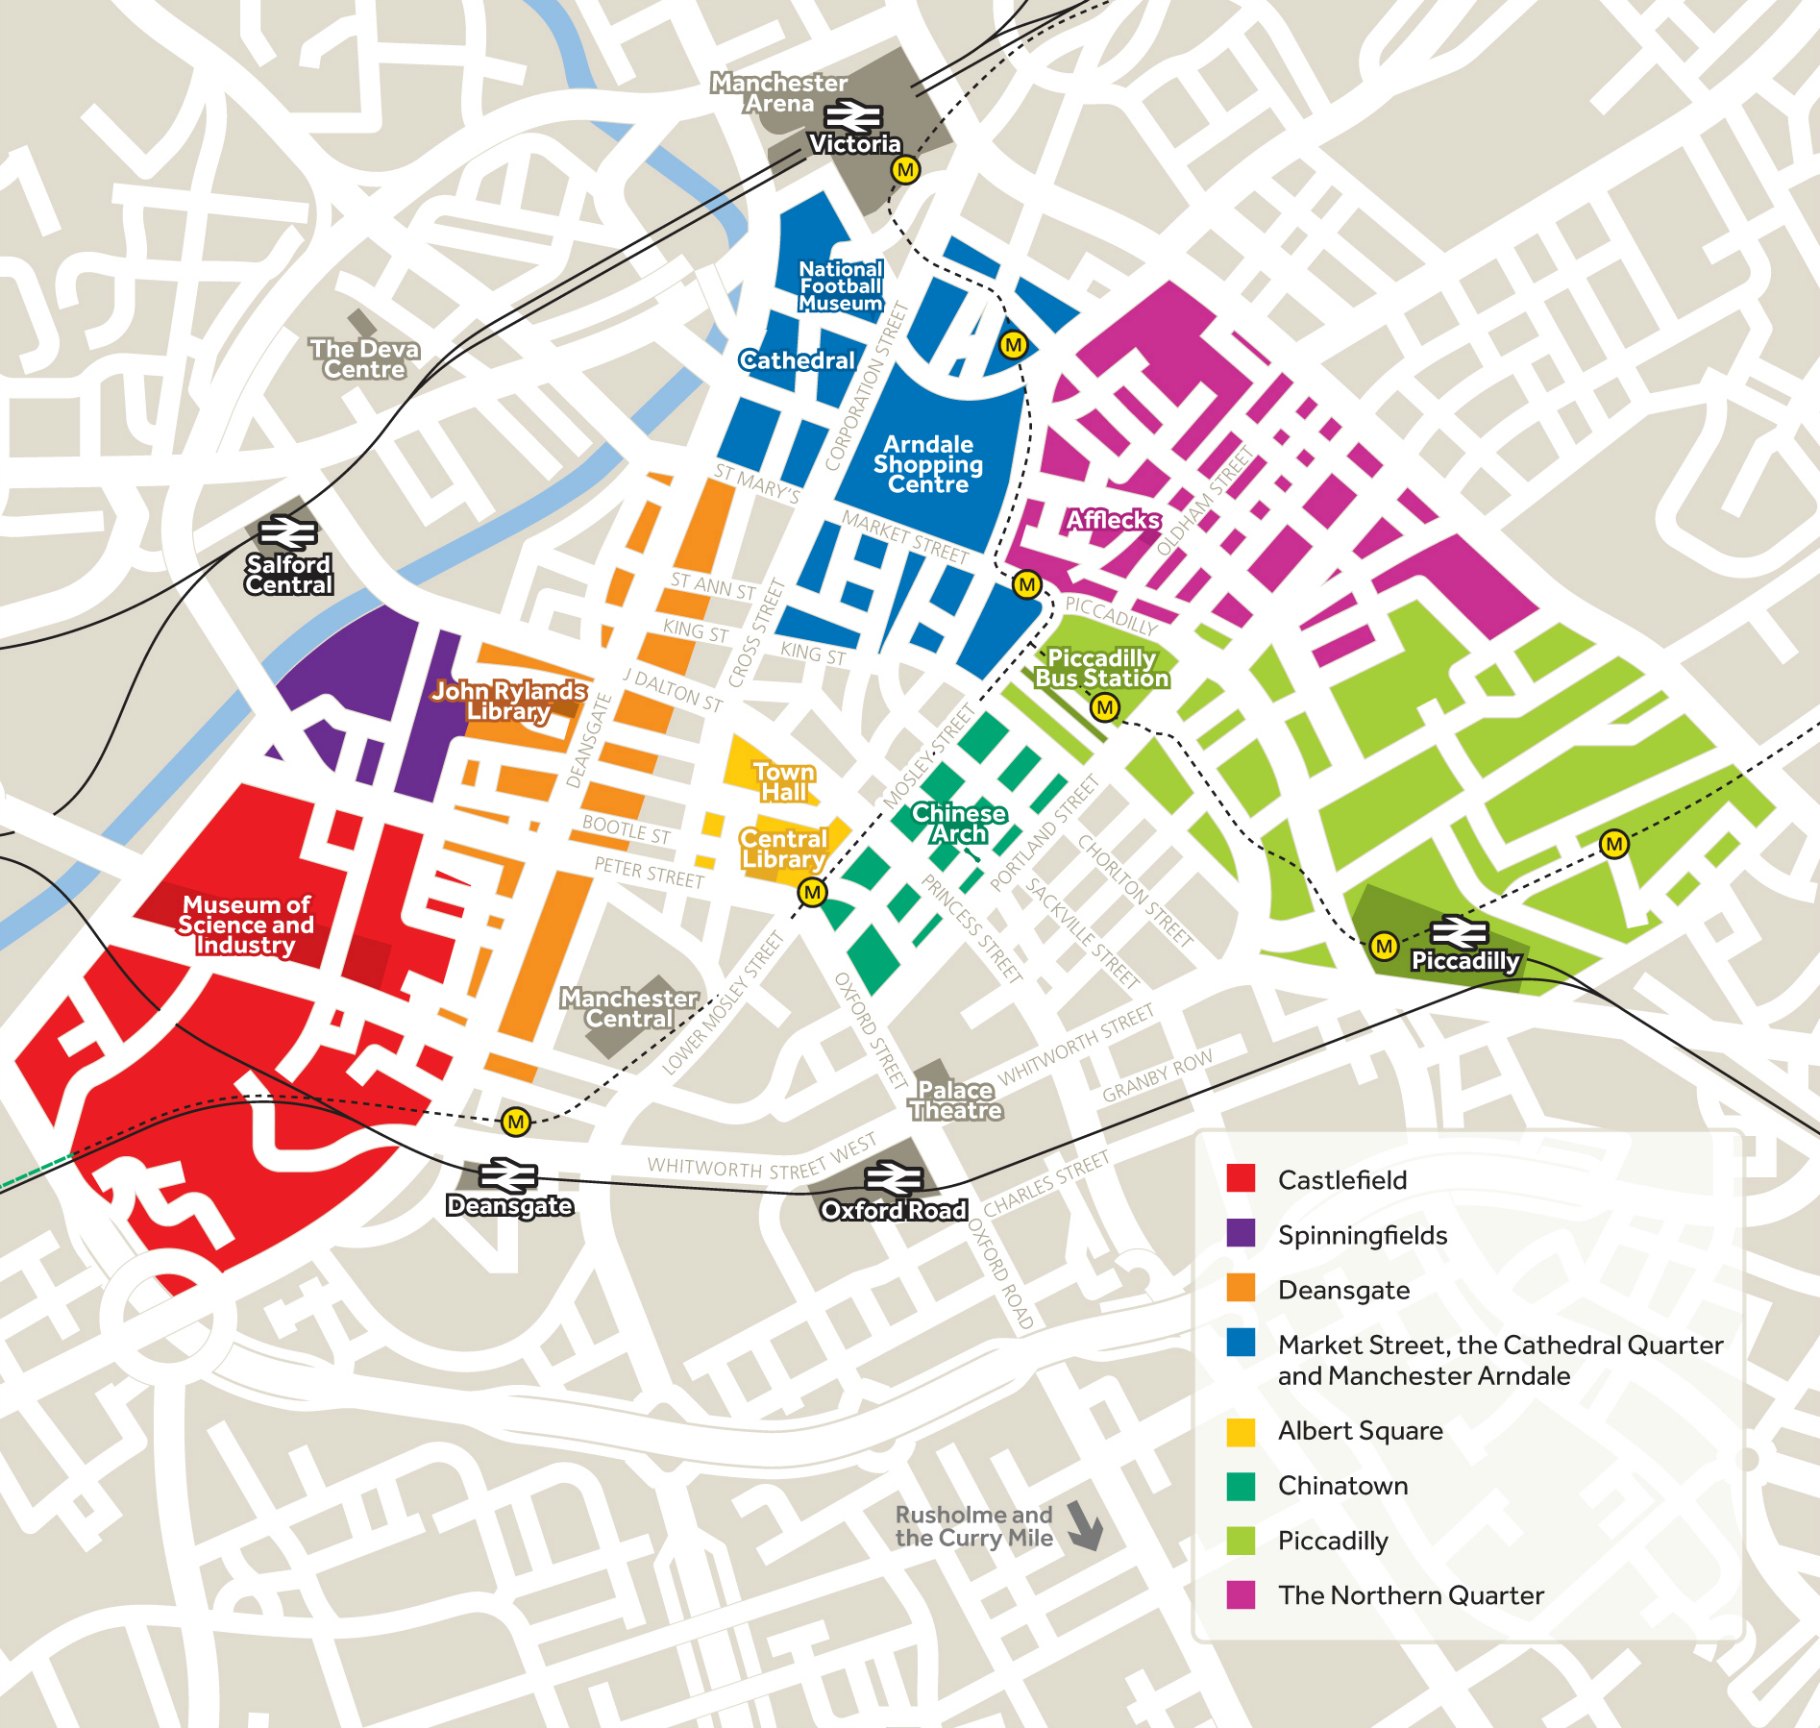 Manchester
Arena
Victoria
M
National
Football
Museum
The Deva
Centre
Cathedral
CORPORATION STREET
M
Arndale
Shopping
Centre
ST MARY'S
MARKET STREET
Afflecks
OLDHAM STREET
Salford
Central
ST ANN ST
M
PICCADILLY
KING ST
KING ST
CROSS STREET
Piccadilly
Bus Station
M
John Rylands
Library
J DALTON ST
DEANSGATE
MOSLEY STREET
Town
Hall
Chinese
Arch
PORTLAND STREET
BOOTLE ST
Central
Library
PETER STREET
M
M
CHORLTON STREET
SACKVILLE STREET
PRINCESS STREET
Museum of
Science and
Industry
M
Piccadilly
Manchester
Central
LOWER MOSLEY STREET
OXFORD STREET
WHITWORTH STREET
GRANBY ROW
Palace
Theatre
M
WHITWORTH STREET WEST
CHARLES STREET
Deansgate
Oxford Road
OXFORD ROAD
Castlefield
Spinningfields
Deansgate
Market Street, the Cathedral Quarter
and Manchester Arndale
Albert Square
Chinatown
Piccadilly
The Northern Quarter
Rusholme and
the Curry Mile